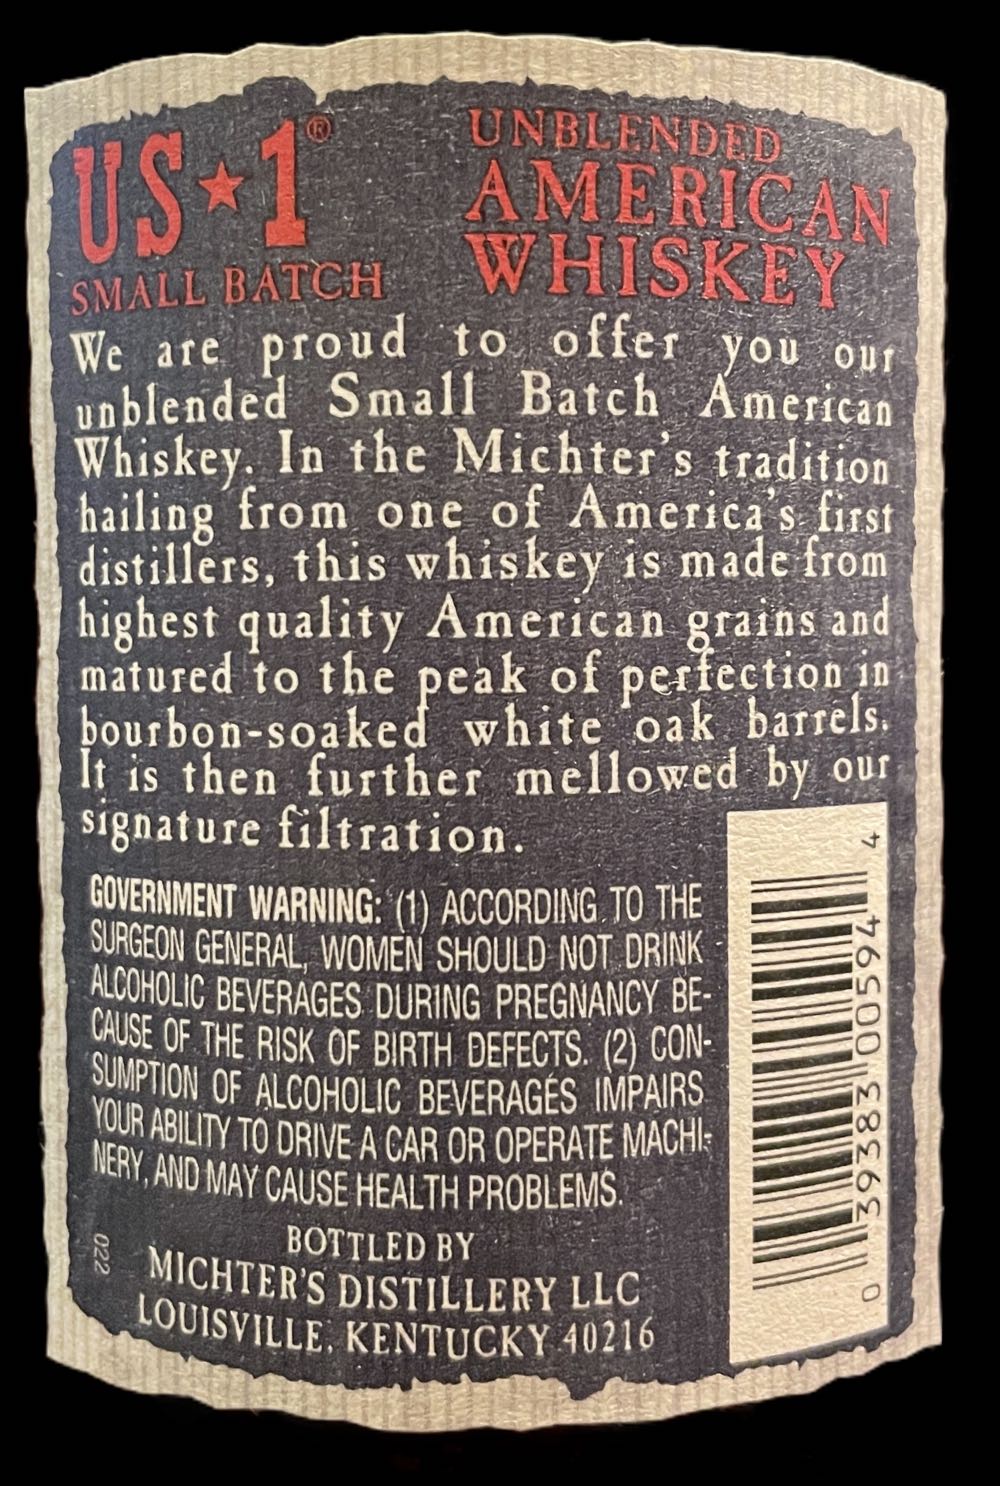 US★1®
SMALL BATCH
UNBLENDED
AMERICAN
WHISKEY
We are proud to offer you our
unblended Small Batch American
Whiskey. In the Michter's tradition
hailing from one of America's first
distillers, this whiskey is made from
highest quality American grains and
matured to the peak of perfection in
bourbon-soaked white oak barrels.
It is then further mellowed by our
signature filtration.
GOVERNMENT WARNING: (1) ACCORDING TO THE
SURGEON GENERAL, WOMEN SHOULD NOT DRINK
ALCOHOLIC BEVERAGES DURING PREGNANCY BE-
CAUSE OF THE RISK OF BIRTH DEFECTS. (2) CON-
SUMPTION OF ALCOHOLIC BEVERAGES IMPAIRS
YOUR ABILITY TO DRIVE A CAR OR OPERATE MACHI-
NERY, AND MAY CAUSE HEALTH PROBLEMS.
022
BOTTLED BY
MICHTER'S DISTILLERY LLC
LOUISVILLE, KENTUCKY 40216
0 39383 00594 4